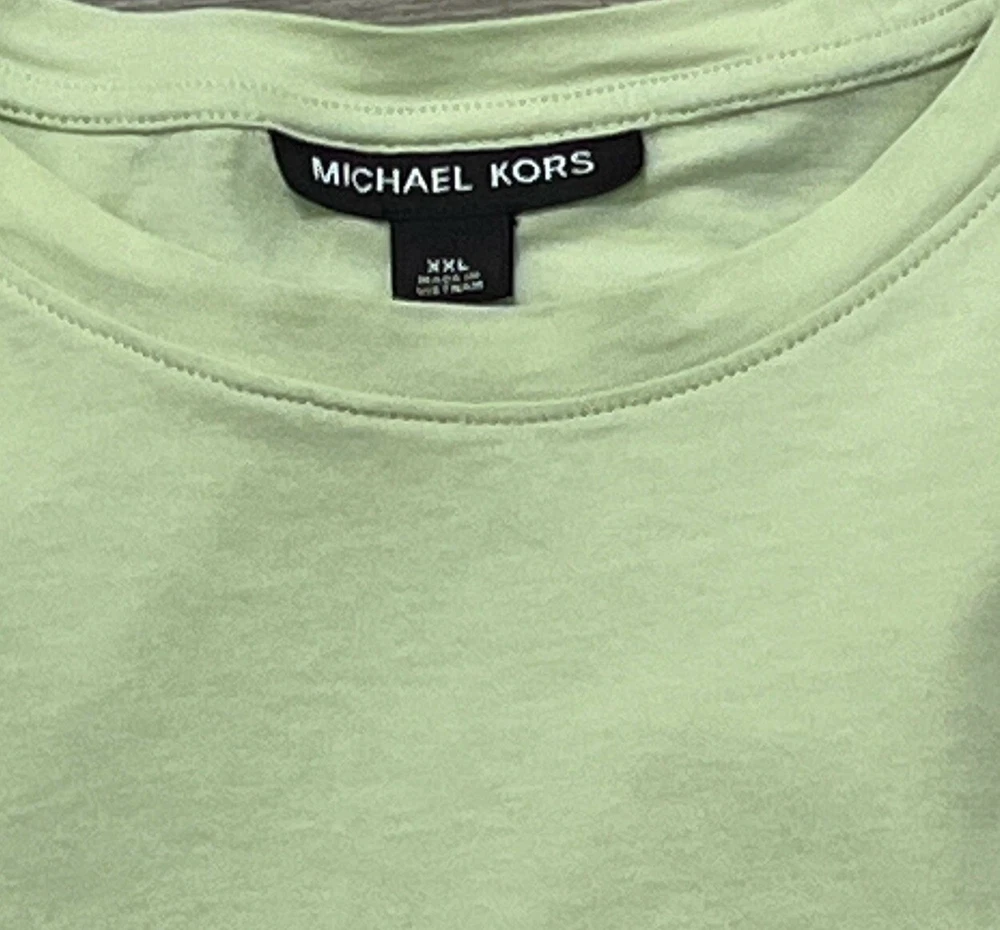 MICHAEL KORS
XXL
MADE IN
VIETNAM